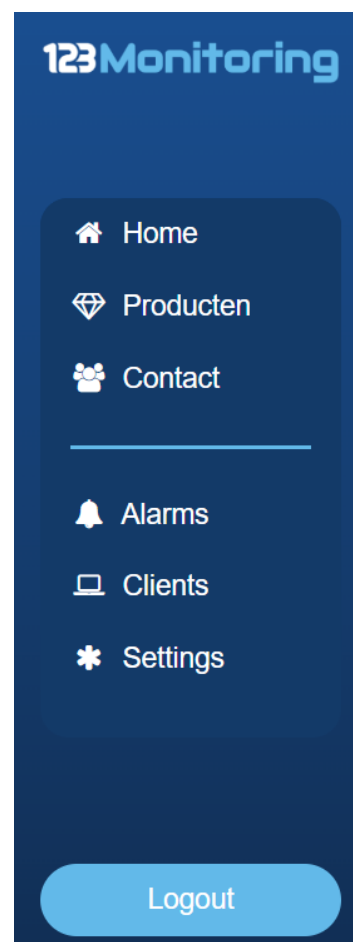 123Monitoring
Home
Producten
Contact
Alarms
Clients
Settings
Logout